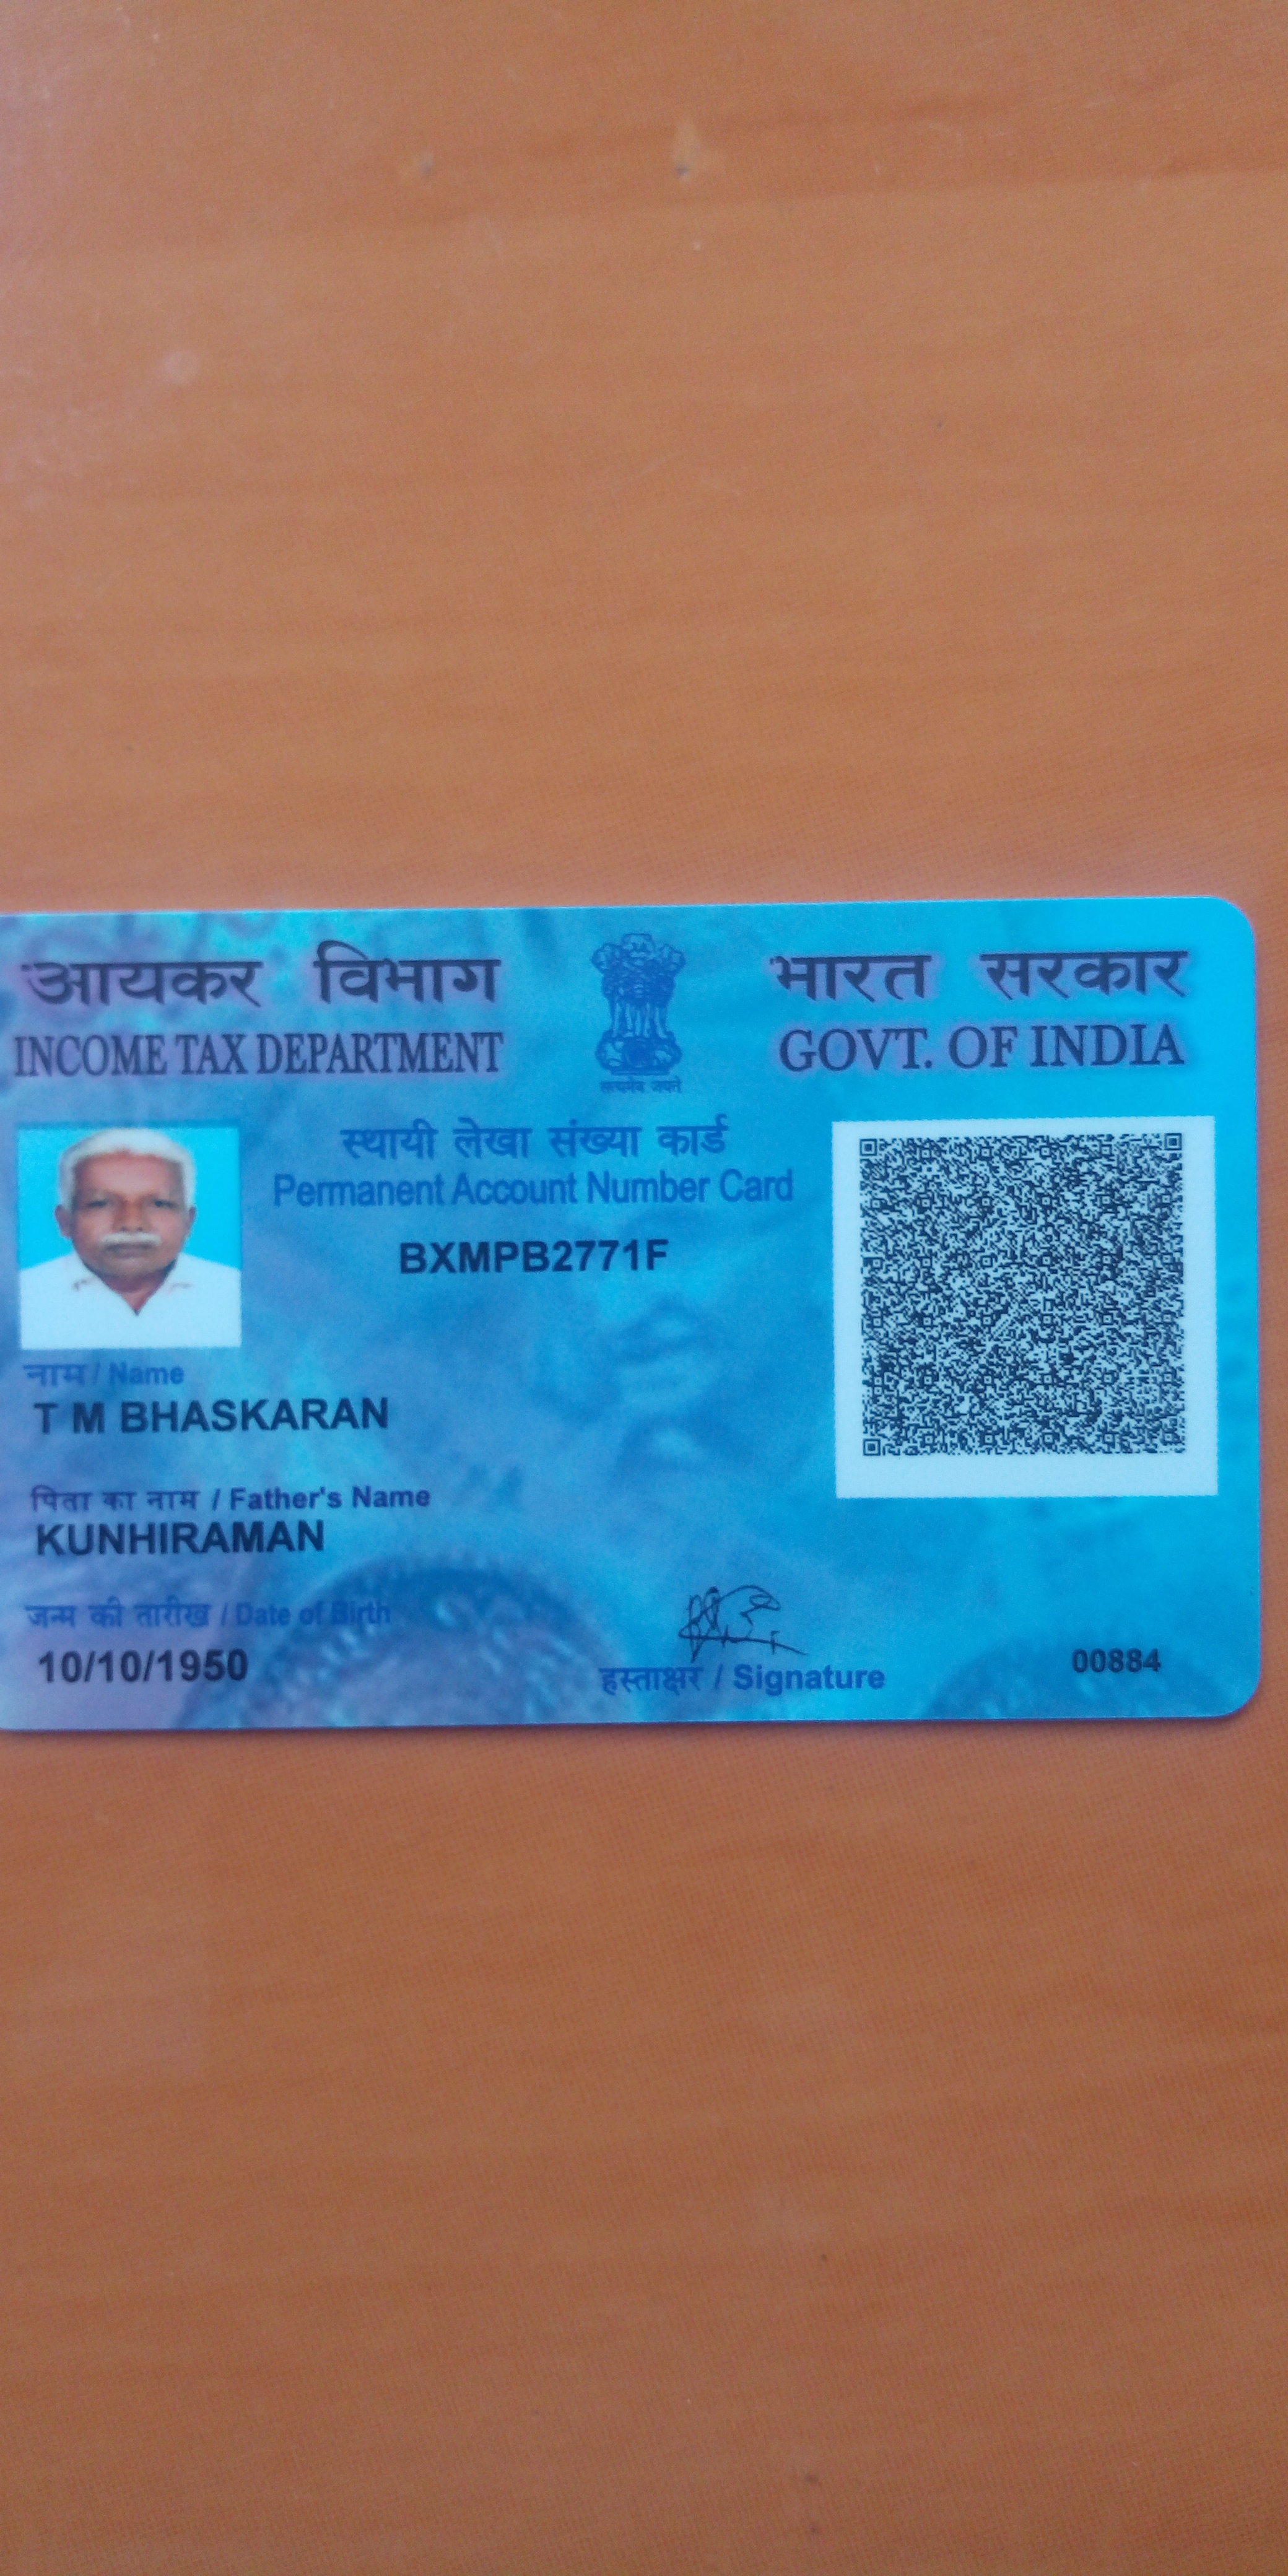 आयकर विभाग
INCOME TAX DEPARTMENT
सत्यमेव जयते
भारत सरकार
GOVT. OF INDIA
स्थायी लेखा संख्या कार्ड
Permanent Account Number Card
BXMPB2771F
नाम / Name
T M BHASKARAN
पिता का नाम / Father's Name
KUNHIRAMAN
जन्म की तारीख / Date of Birth
10/10/1950
हस्ताक्षर / Signature
00884